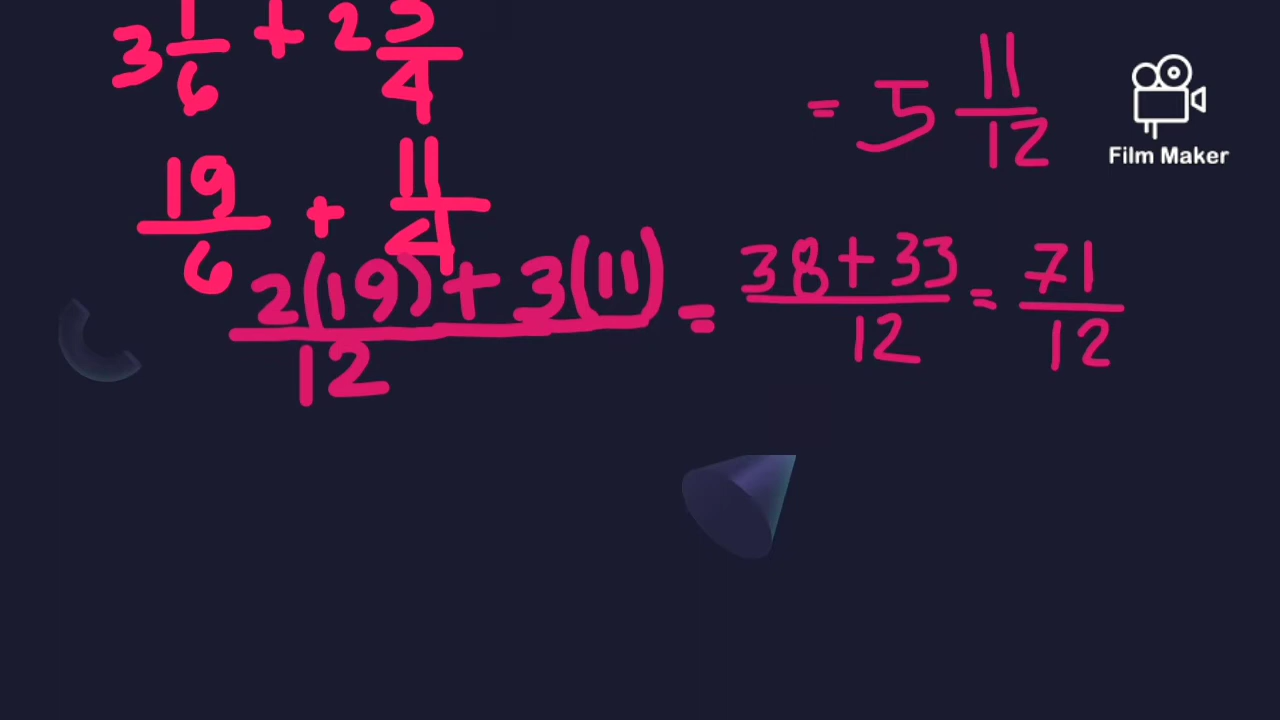 3 1/6 + 2 3/4
19/6 + 11/4
2(19) + 3(11)/12 = 38+33/12 = 71/12
= 5 11/12
Film Maker